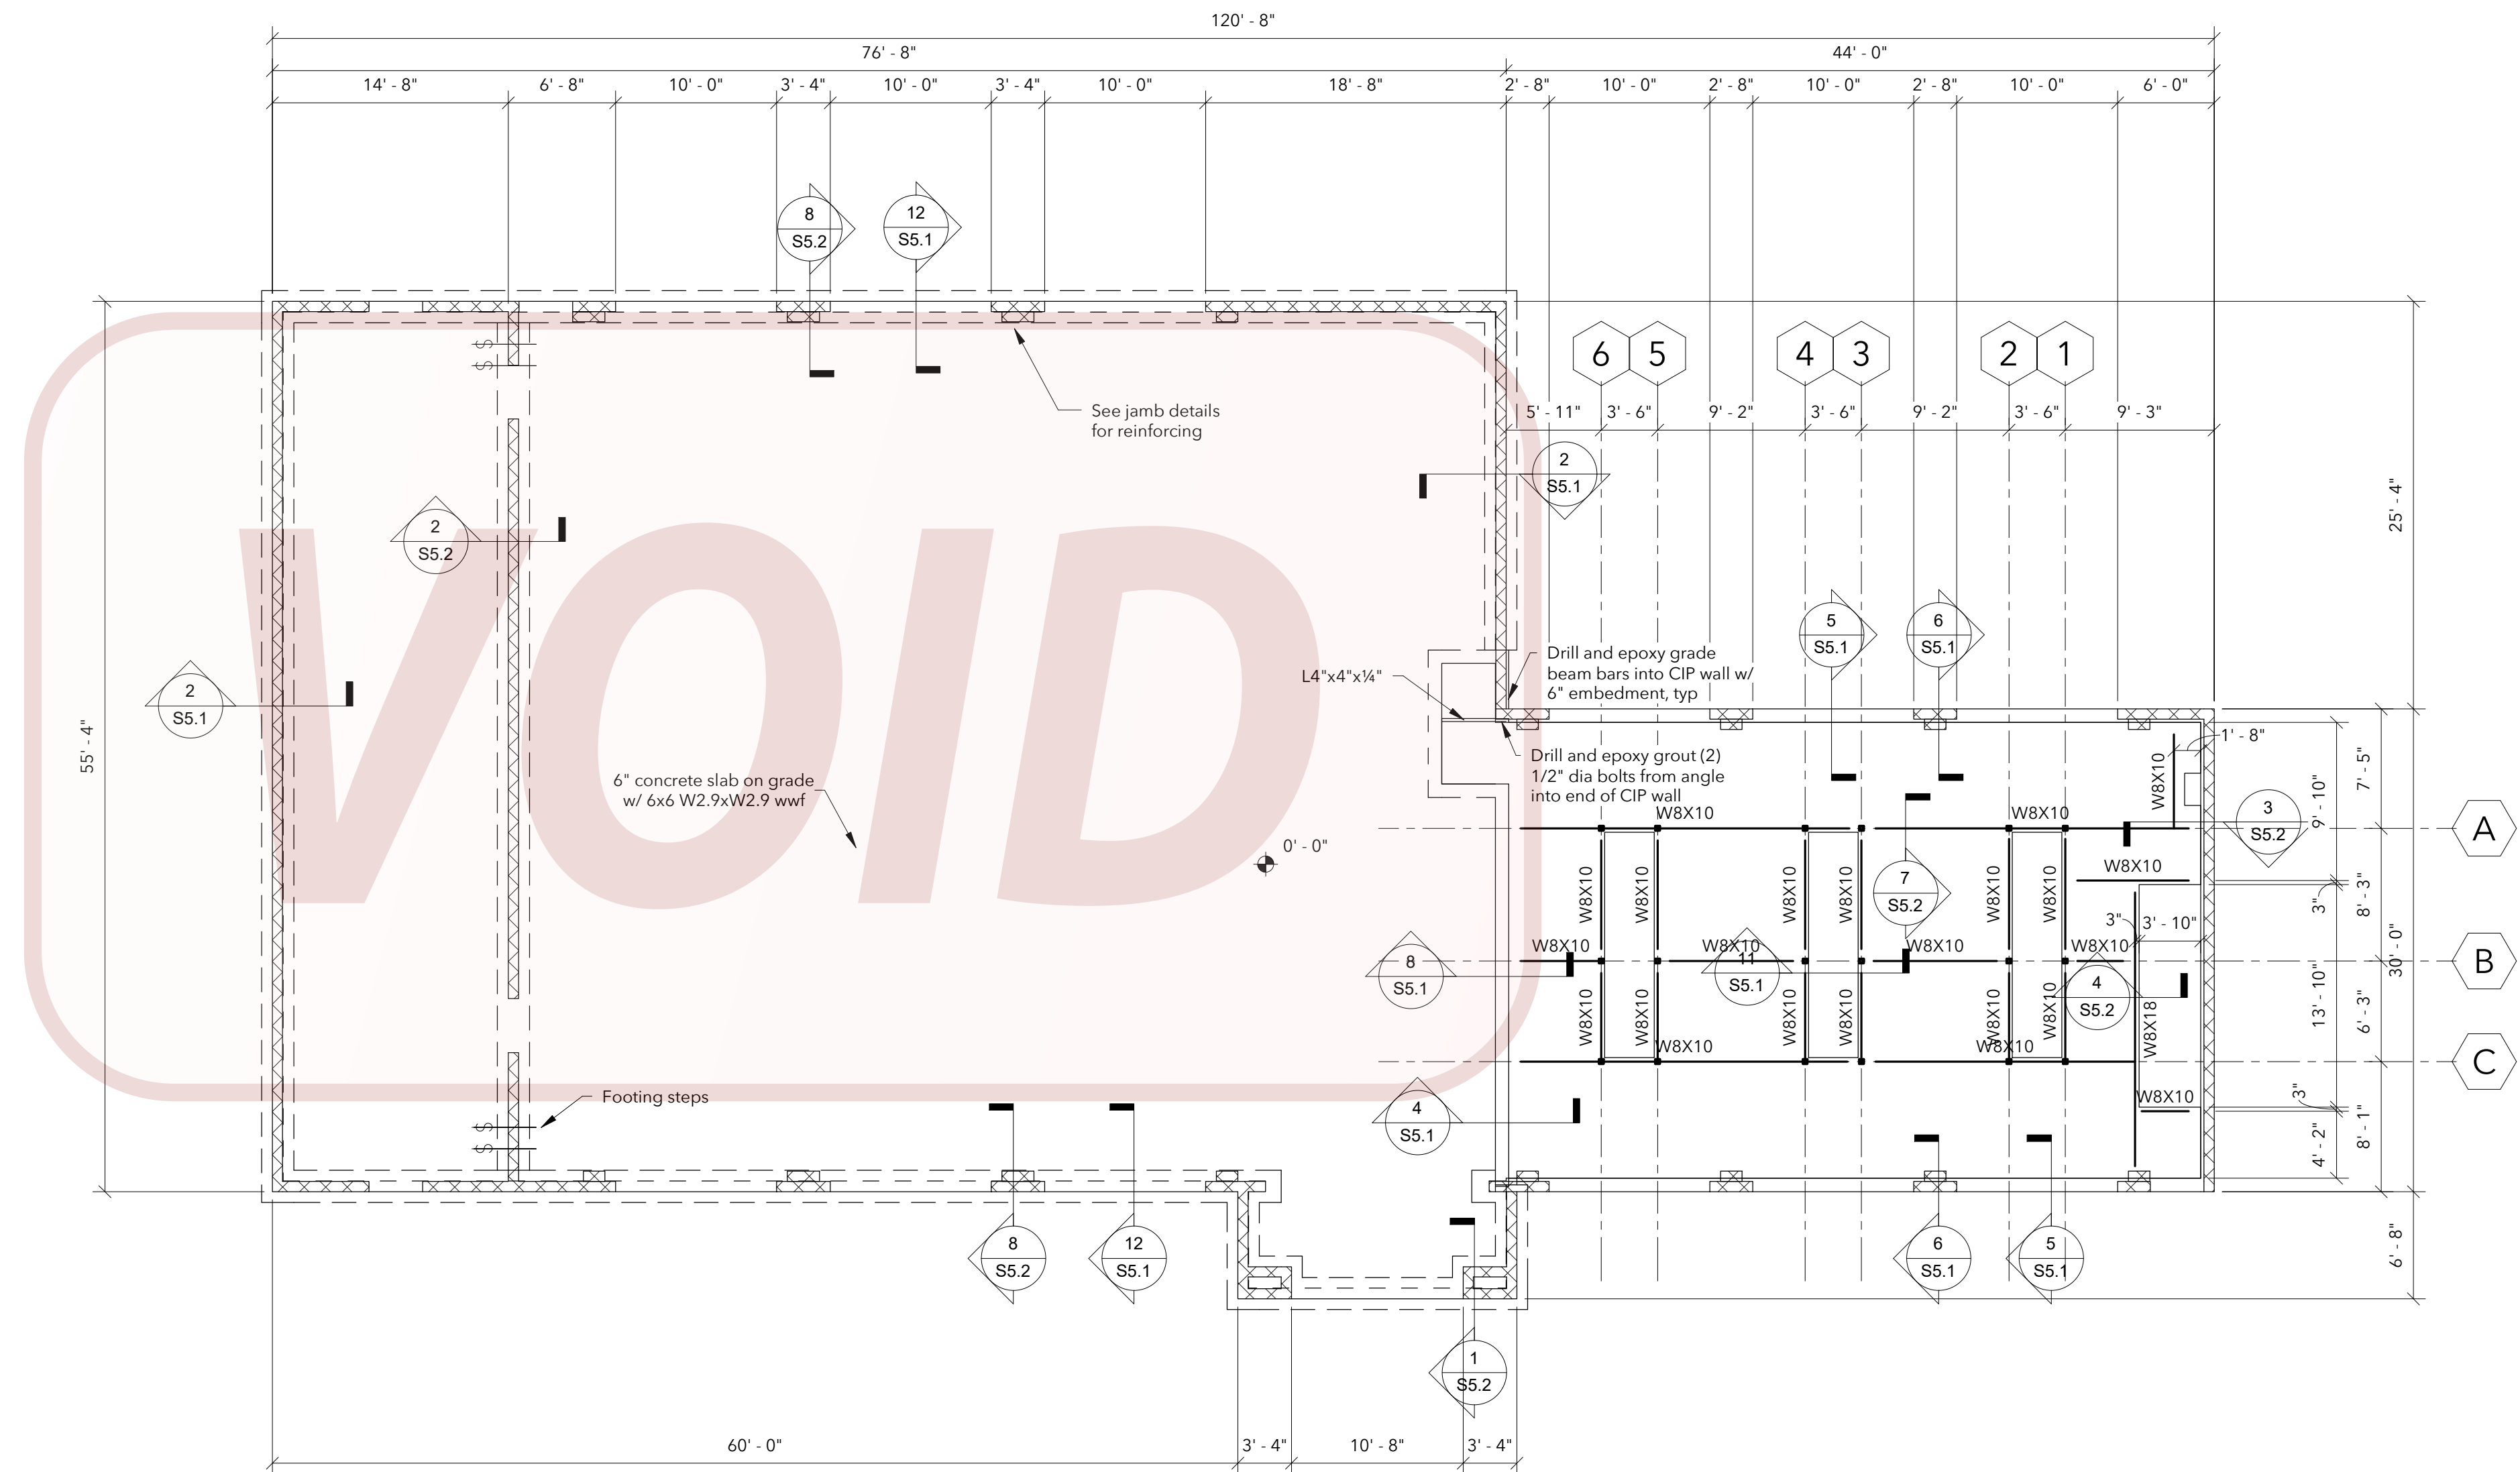 120' - 8"
76' - 8"
44' - 0"
14' - 8"
6' - 8"
10' - 0"
3' - 4"
10' - 0"
3' - 4"
10' - 0"
18' - 8"
2' - 8"
10' - 0"
2' - 8"
10' - 0"
2' - 8"
10' - 0"
6' - 0"
8
S5.2
12
S5.1
6
5
4
3
2
1
See jamb details
for reinforcing
5' - 11"
3' - 6"
9' - 2"
3' - 6"
9' - 2"
3' - 6"
9' - 3"
S
S
2
S5.1
25' - 4"
2
S5.2
VOID
5
S5.1
6
S5.1
2
S5.1
55' - 4"
L4"x4"x¼"
Drill and epoxy grade
beam bars into CIP wall w/
6" embedment, typ
Drill and epoxy grout (2)
1/2" dia bolts from angle
into end of CIP wall
6" concrete slab on grade
w/ 6x6 W2.9xW2.9 wwf
0' - 0"
1' - 8"
W8X10
9' - 10"
7' - 5"
3
S5.2
W8X10
W8X10
A
W8X10
W8X10
W8X10
W8X10
W8X10
W8X10
W8X10
7
S5.2
3"
8' - 3"
3"
3' - 10"
8
S5.1
W8X10
W8X10
11
S5.1
W8X10
W8X10
4
S5.2
30' - 0"
B
W8X10
W8X10
W8X10
W8X10
W8X10
W8X10
W8X18
13' - 10"
6' - 3"
W8X10
W8X10
C
4
S5.1
W8X10
3"
4' - 2"
8' - 1"
Footing steps
S
S
8
S5.2
12
S5.1
6
S5.1
5
S5.1
6' - 8"
1
S5.2
60' - 0"
3' - 4"
10' - 8"
3' - 4"